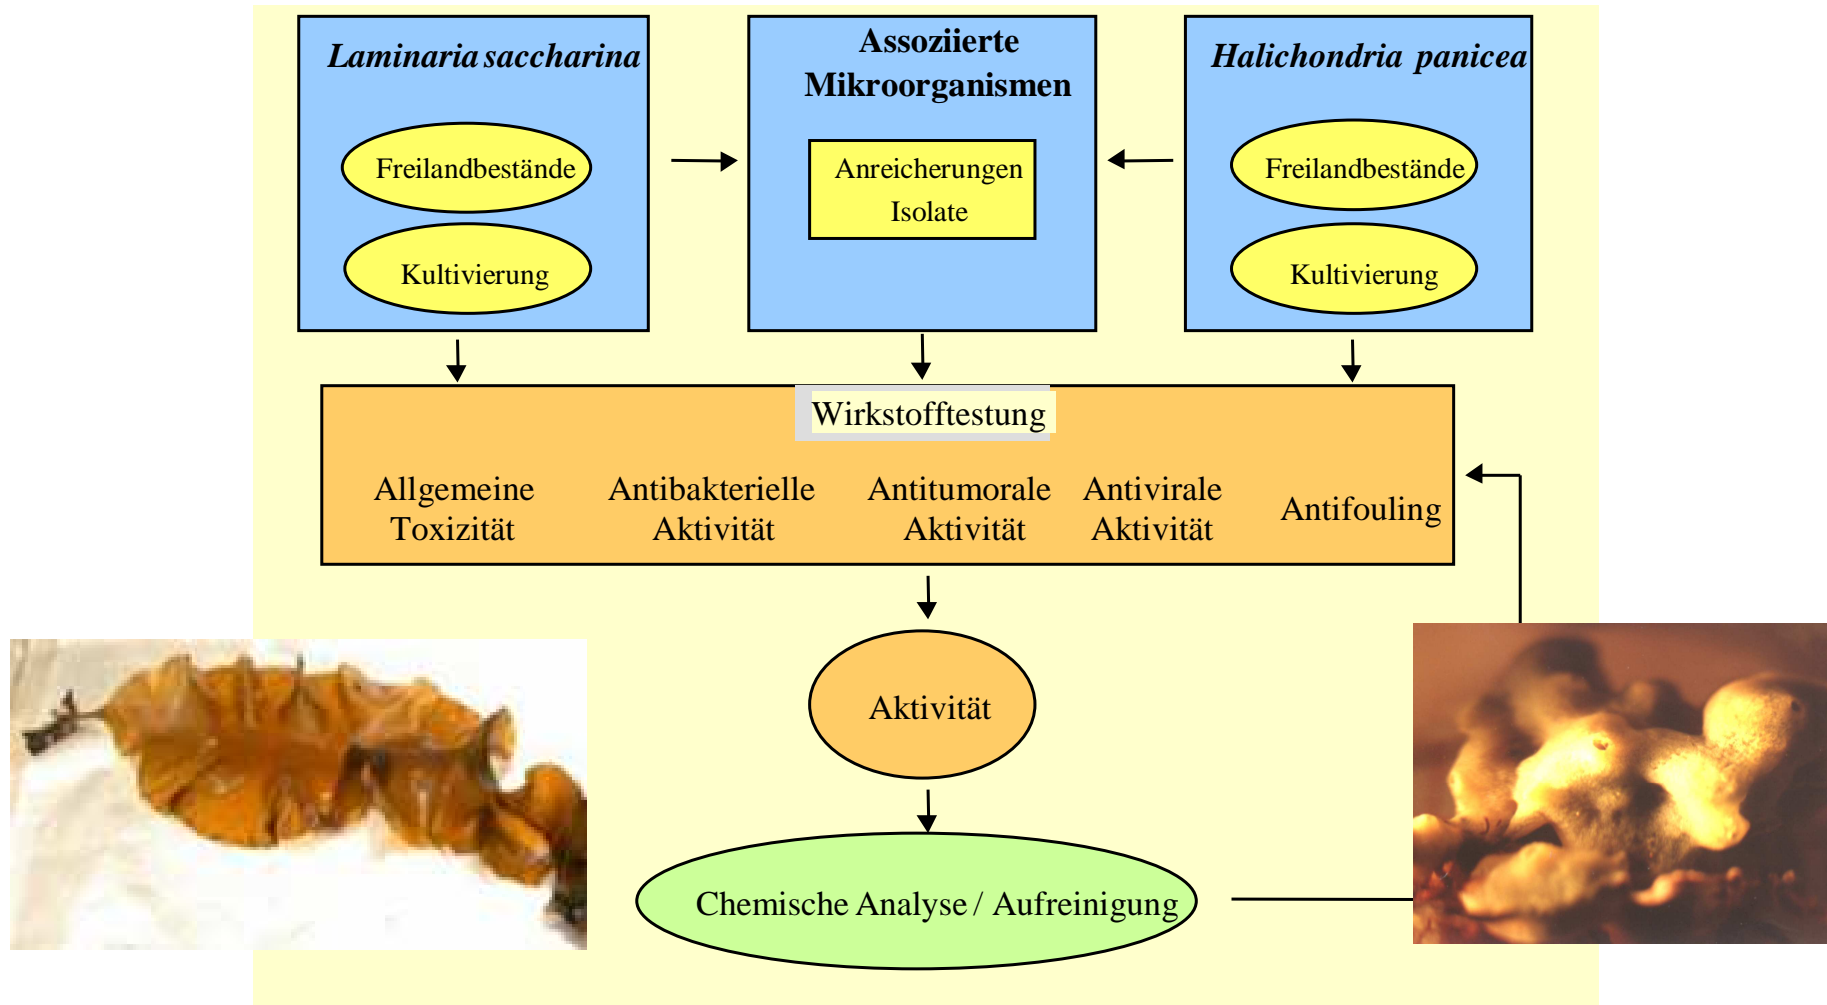 Laminaria saccharina
Freilandbestände
Kultivierung
Assoziierte
Mikroorganismen
Anreicherungen
Isolate
Halichondria panicea
Freilandbestände
Kultivierung
Wirkstofftestung
Allgemeine
Toxizität
Antibakterielle
Aktivität
Antitumorale
Aktivität
Antivirale
Aktivität
Antifouling
Aktivität
Chemische Analyse / Aufreinigung